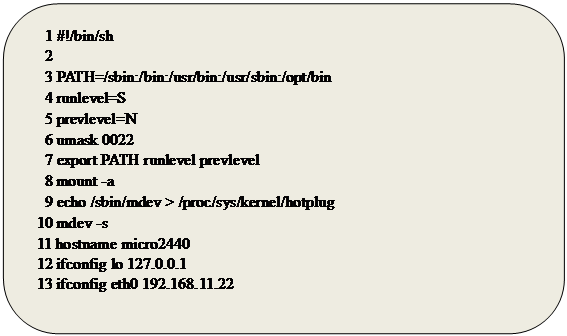 1 #!/bin/sh
2
3 PATH=/sbin:/bin:/usr/bin:/usr/sbin:/opt/bin
4 runlevel=S
5 prevlevel=N
6 umask 0022
7 export PATH runlevel prevlevel
8 mount -a
9 echo /sbin/mdev > /proc/sys/kernel/hotplug
10 mdev -s
11 hostname micro2440
12 ifconfig lo 127.0.0.1
13 ifconfig eth0 192.168.11.22